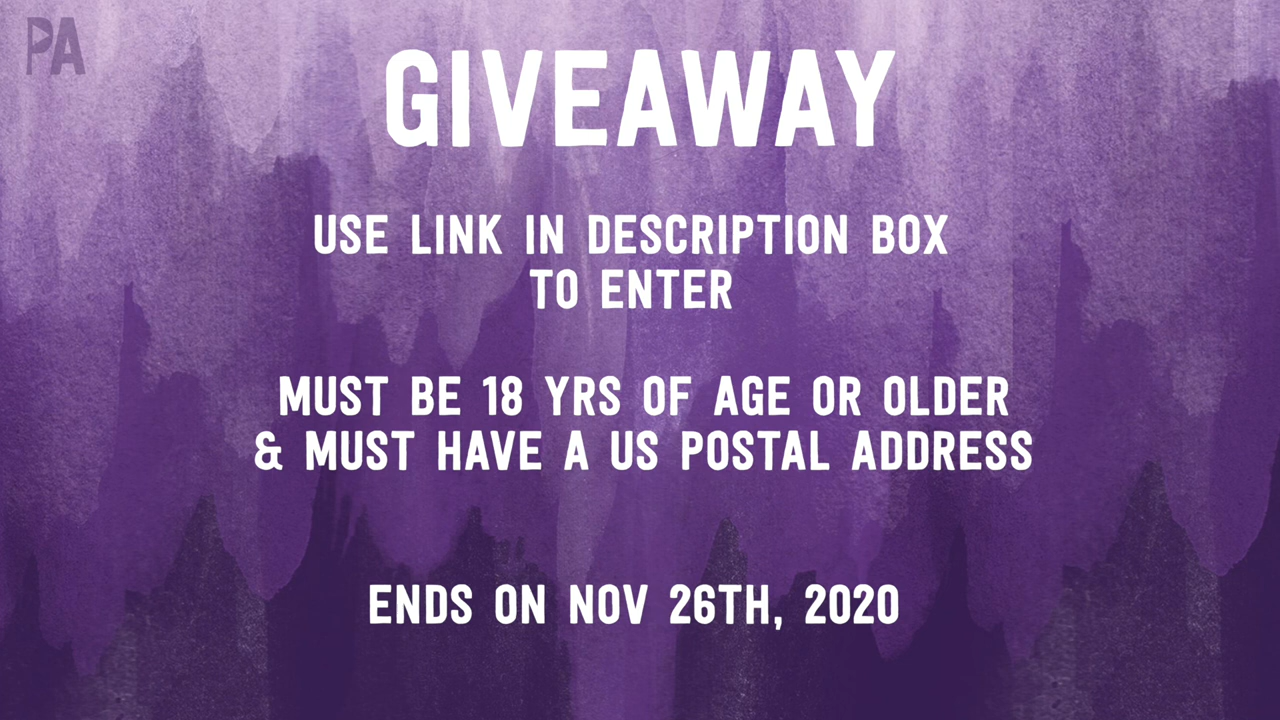 PA
GIVEAWAY
USE LINK IN DESCRIPTION BOX
TO ENTER
MUST BE 18 YRS OF AGE OR OLDER
& MUST HAVE A US POSTAL ADDRESS
ENDS ON NOV 26TH, 2020